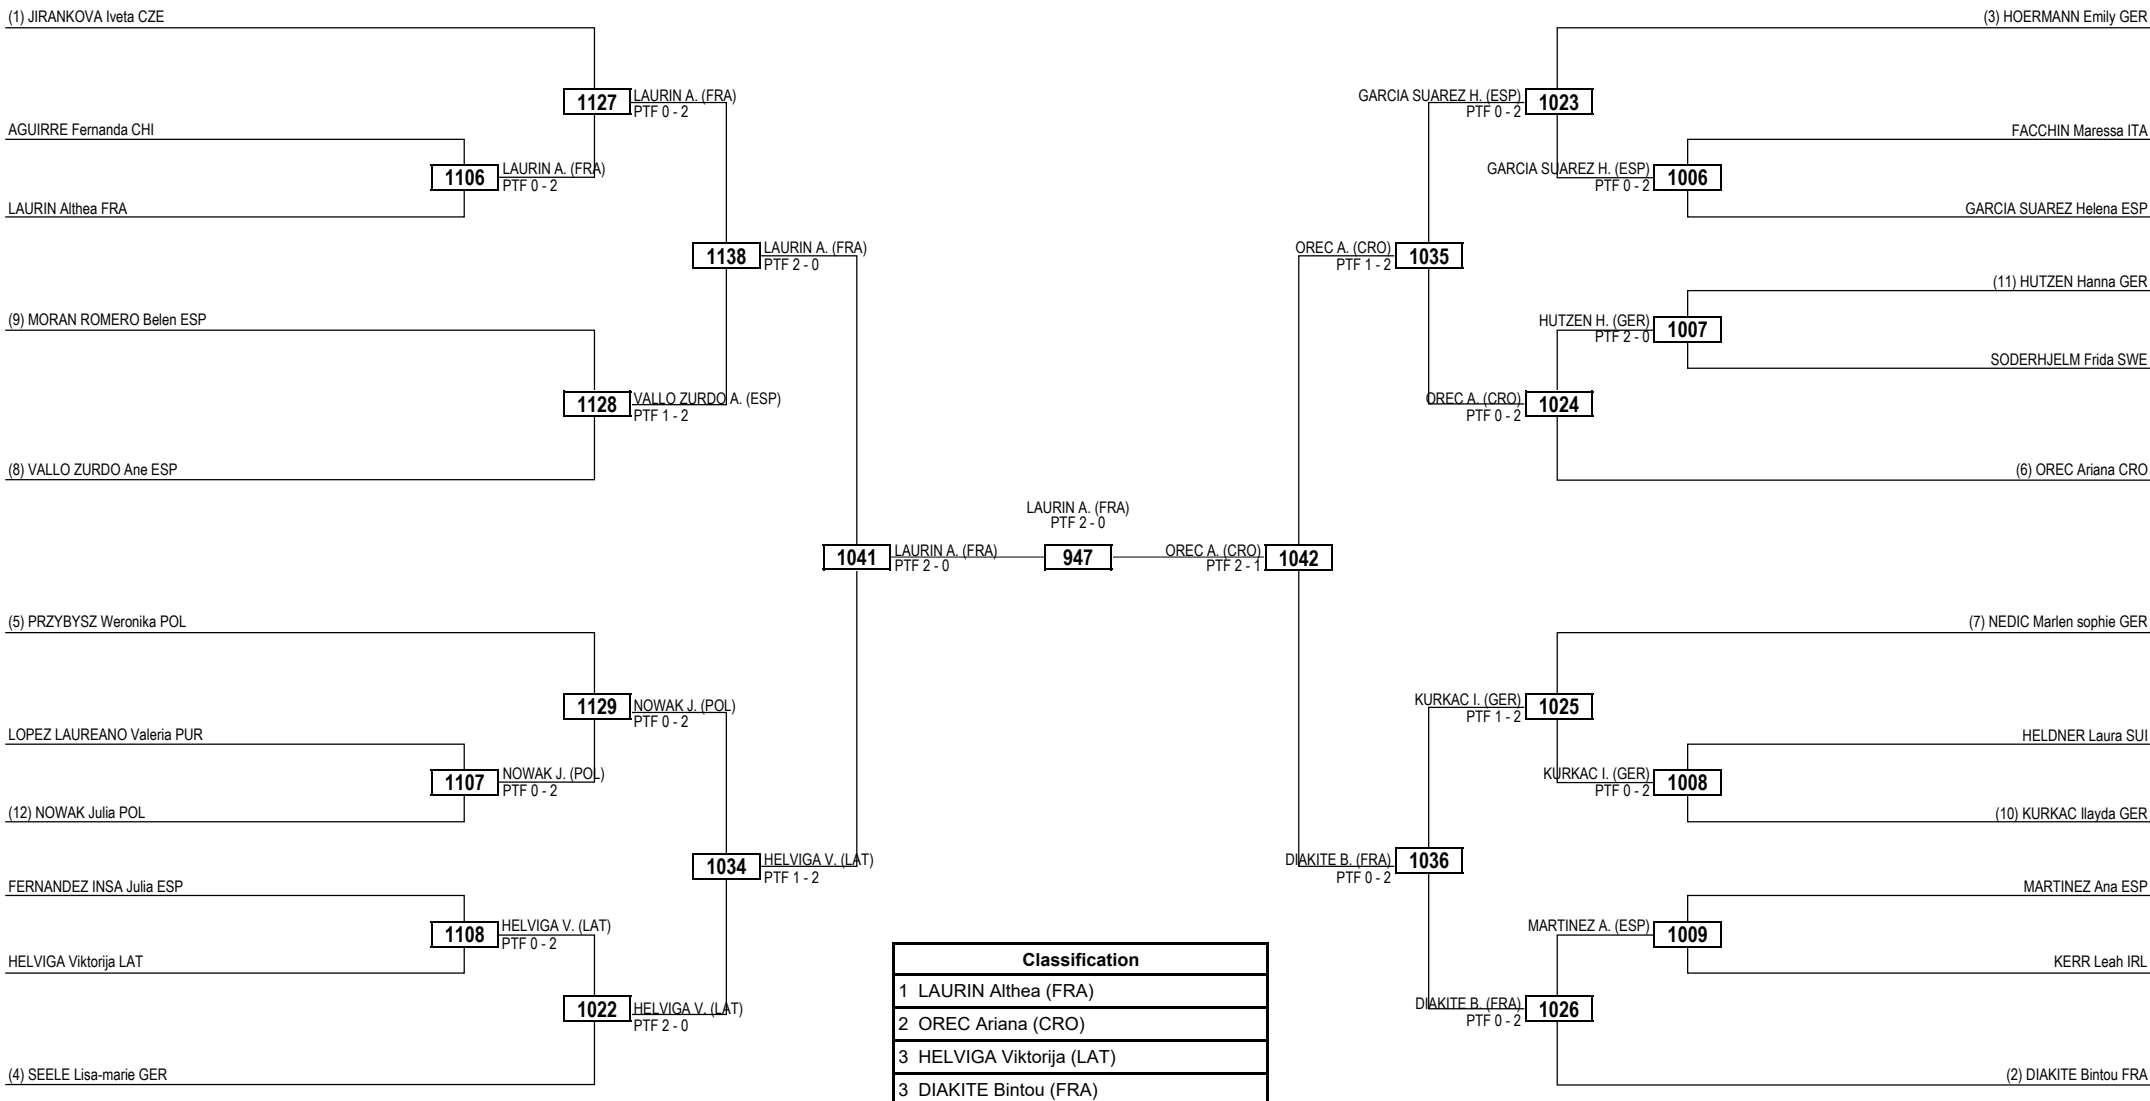 (1) JIRANKOVA Iveta CZE
(3) HOERMANN Emily GER
1127
LAURIN A. (FRA)
PTF 0 - 2
GARCIA SUAREZ H. (ESP)
PTF 0 - 2
1023
AGUIRRE Fernanda CHI
FACCHIN Maressa ITA
1106
LAURIN A. (FRA)
PTF 0 - 2
GARCIA SUAREZ H. (ESP)
PTF 0 - 2
1006
LAURIN Althea FRA
GARCIA SUAREZ Helena ESP
1138
LAURIN A. (FRA)
PTF 2 - 0
OREC A. (CRO)
PTF 1 - 2
1035
(11) HUTZEN Hanna GER
(9) MORAN ROMERO Belen ESP
HUTZEN H. (GER)
PTF 2 - 0
1007
SODERHJELM Frida SWE
1128
VALLO ZURDO A. (ESP)
PTF 1 - 2
OREC A. (CRO)
PTF 0 - 2
1024
(8) VALLO ZURDO Ane ESP
(6) OREC Ariana CRO
LAURIN A. (FRA)
PTF 2 - 0
1041
LAURIN A. (FRA)
PTF 2 - 0
947
OREC A. (CRO)
PTF 2 - 1
1042
(5) PRZYBYSZ Weronika POL
(7) NEDIC Marlen sophie GER
1129
NOWAK J. (POL)
PTF 0 - 2
KURKAC I. (GER)
PTF 1 - 2
1025
LOPEZ LAUREANO Valeria PUR
HELDNER Laura SUI
1107
NOWAK J. (POL)
PTF 0 - 2
KURKAC I. (GER)
PTF 0 - 2
1008
(12) NOWAK Julia POL
(10) KURKAC Ilayda GER
1034
HELVIGA V. (LAT)
PTF 1 - 2
DIAKITE B. (FRA)
PTF 0 - 2
1036
FERNANDEZ INSA Julia ESP
MARTINEZ Ana ESP
1108
HELVIGA V. (LAT)
PTF 0 - 2
MARTINEZ A. (ESP)
1009
HELVIGA Viktorija LAT
KERR Leah IRL
1022
HELVIGA V. (LAT)
PTF 2 - 0
DIAKITE B. (FRA)
PTF 0 - 2
1026
(4) SEELE Lisa-marie GER
(2) DIAKITE Bintou FRA
Classification
1 LAURIN Althea (FRA)
2 OREC Ariana (CRO)
3 HELVIGA Viktorija (LAT)
3 DIAKITE Bintou (FRA)